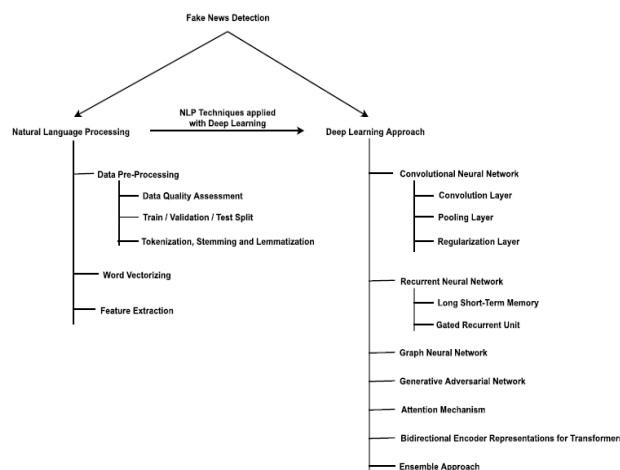 Fake News Detection
NLP Techniques applied
with Deep Learning
Natural Language Processing
Deep Learning Approach
Data Pre-Processing
Data Quality Assessment
Train / Validation / Test Split
Tokenization, Stemming and Lemmatization
Word Vectorizing
Feature Extraction
Convolutional Neural Network
Convolution Layer
Pooling Layer
Regularization Layer
Recurrent Neural Network
Long Short-Term Memory
Gated Recurrent Unit
Graph Neural Network
Generative Adversarial Network
Attention Mechanism
Bidirectional Encoder Representations for Transformers
Ensemble Approach